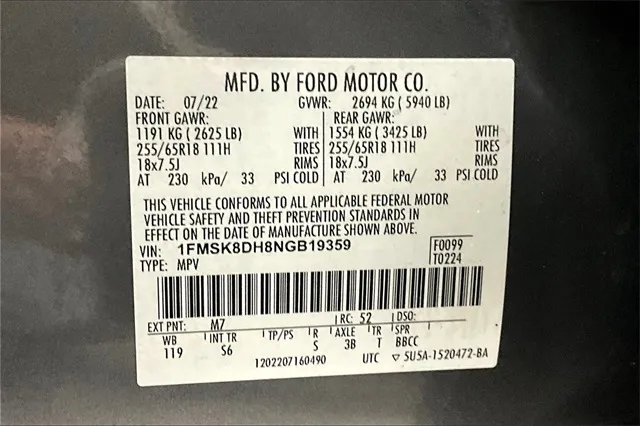 MFD. BY FORD MOTOR CO.
DATE: 07/22 GVWR: 2694 KG ( 5940 LB)
FRONT GAWR: REAR GAWR:
1191 KG ( 2625 LB) WITH 1554 KG ( 3425 LB) WITH
255/65R18 111H TIRES 255/65R18 111H TIRES
18x7.5J RIMS 18x7.5J RIMS
AT 230 kPa/ 33 PSI COLD AT 230 kPa/ 33 PSI COLD
THIS VEHICLE CONFORMS TO ALL APPLICABLE FEDERAL MOTOR
VEHICLE SAFETY AND THEFT PREVENTION STANDARDS IN
EFFECT ON THE DATE OF MANUFACTURE SHOWN ABOVE.
VIN: 1FMSK8DH8NGB19359 F0099
TYPE: MPV T0224
EXT PNT: M7 RC: 52 DSO:
WB INT TR TP/PS R AXLE TR SPR
119 S6 S 3B T BBCC
1202207160490 UTC ▽ 5U5A-1520472-BA